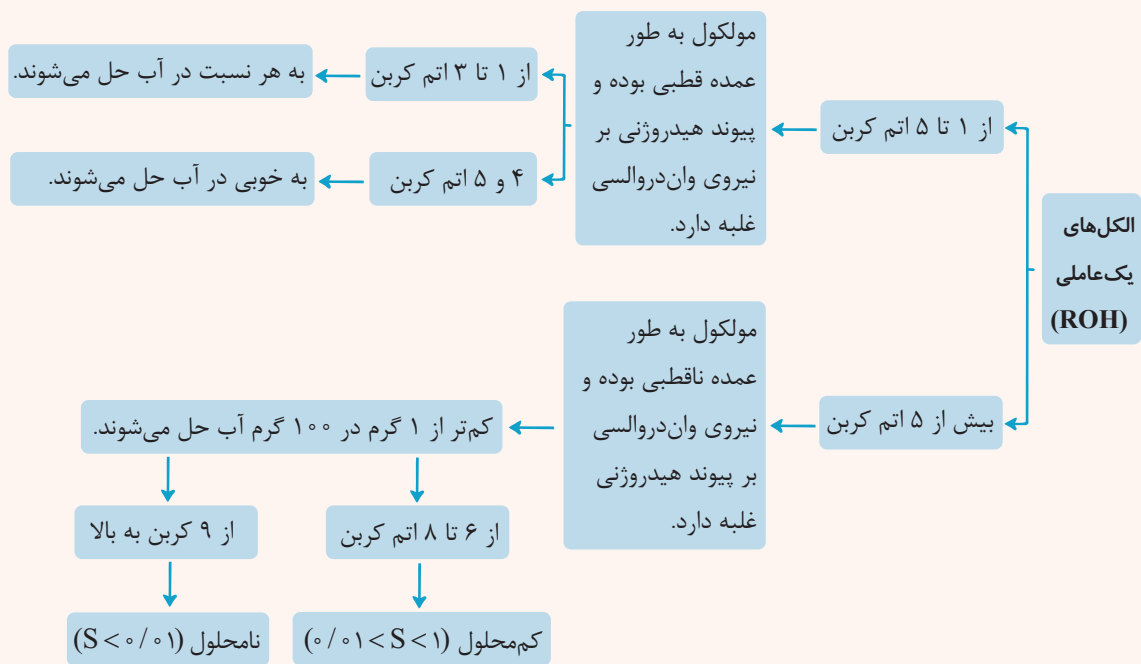 الکل‌های
یک‌عاملی
(ROH)
از ۱ تا ۵ اتم کربن
مولکول به طور
عمده قطبی بوده و
پیوند هیدروژنی بر
نیروی وان‌دروالسی
غلبه دارد.
از ۱ تا ۳ اتم کربن
به هر نسبت در آب حل می‌شوند.
۴ و ۵ اتم کربن
به خوبی در آب حل می‌شوند.
بیش از ۵ اتم کربن
مولکول به طور
عمده ناقطبی بوده و
نیروی وان‌دروالسی
بر پیوند هیدروژنی
غلبه دارد.
کم‌تر از ۱ گرم در ۱۰۰ گرم آب حل می‌شوند.
از ۶ تا ۸ اتم کربن
کم‌محلول (۰/۰۱<S<۱)
از ۹ کربن به بالا
نامحلول (S<۰/۰۱)